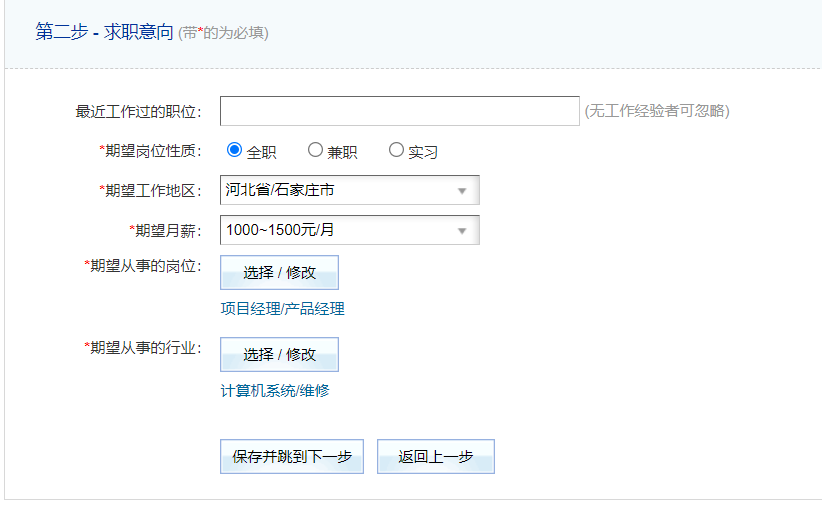 第二步 - 求职意向 (带*的为必填)
最近工作过的职位： (无工作经验者可忽略)
*期望岗位性质： 全职 兼职 实习
*期望工作地区： 河北省/石家庄市
*期望月薪： 1000~1500元/月
*期望从事的岗位： 选择 / 修改
项目经理/产品经理
*期望从事的行业： 选择 / 修改
计算机系统/维修
保存并跳到下一步 返回上一步